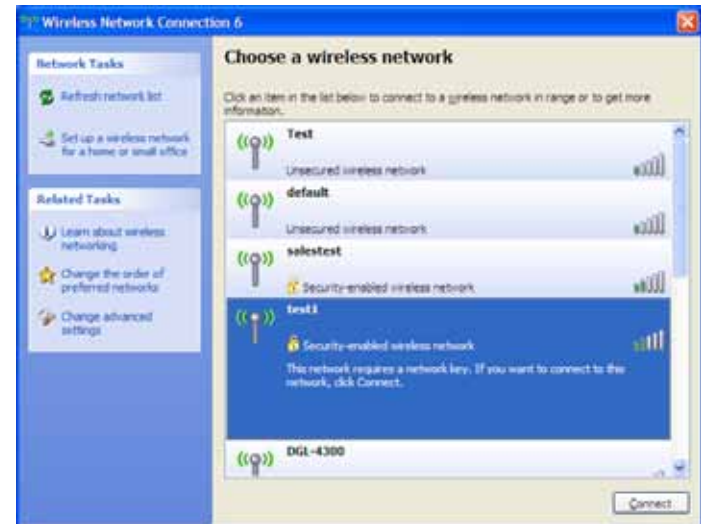 Wireless Network Connection 6
Network Tasks
Refresh network list
Set up a wireless network
for a home or small office
Related Tasks
Learn about wireless
networking
Change the order of
preferred networks
Change advanced
settings
Choose a wireless network
Click an item in the list below to connect to a wireless network in range or to get more
information.
Test
Unsecured wireless network
default
Unsecured wireless network
salestest
Security-enabled wireless network
test1
Security-enabled wireless network
This network requires a network key. If you want to connect to this
network, click Connect.
DGL-4300
Connect